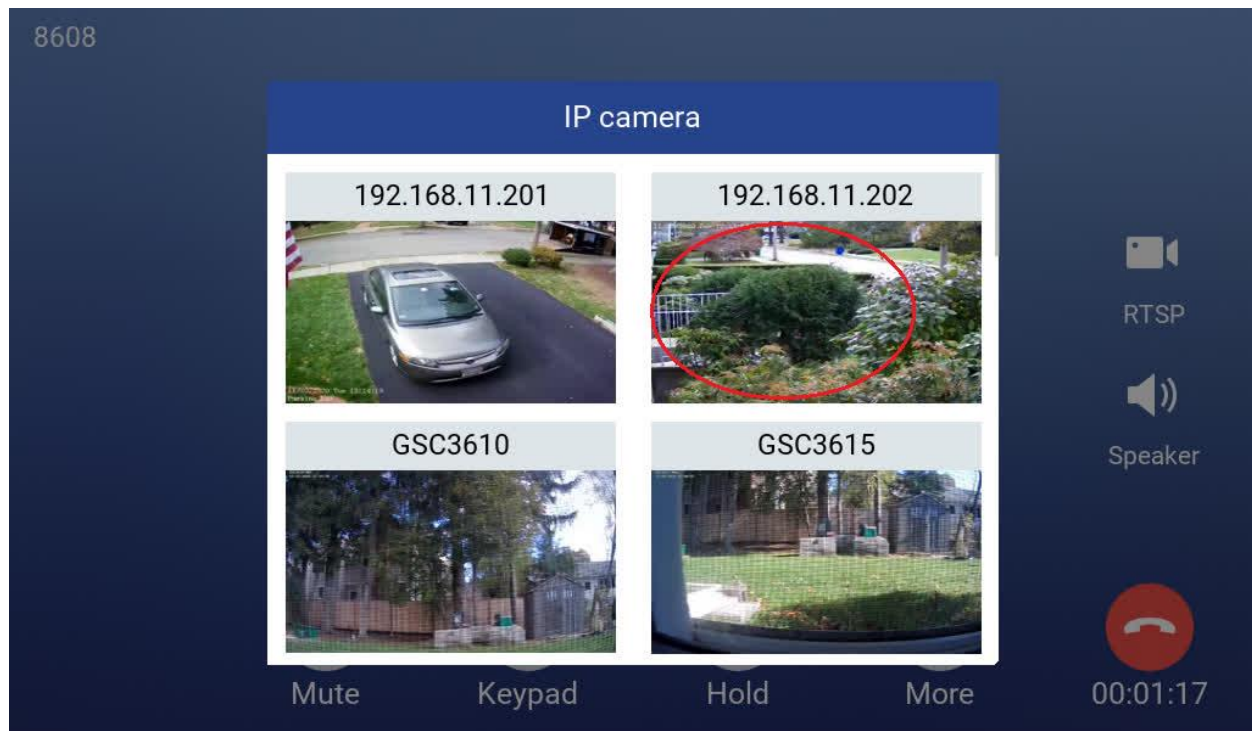 8608
IP camera
192.168.11.201
192.168.11.202
GSC3610
GSC3615
RTSP
Speaker
Mute
Keypad
Hold
More
00:01:17